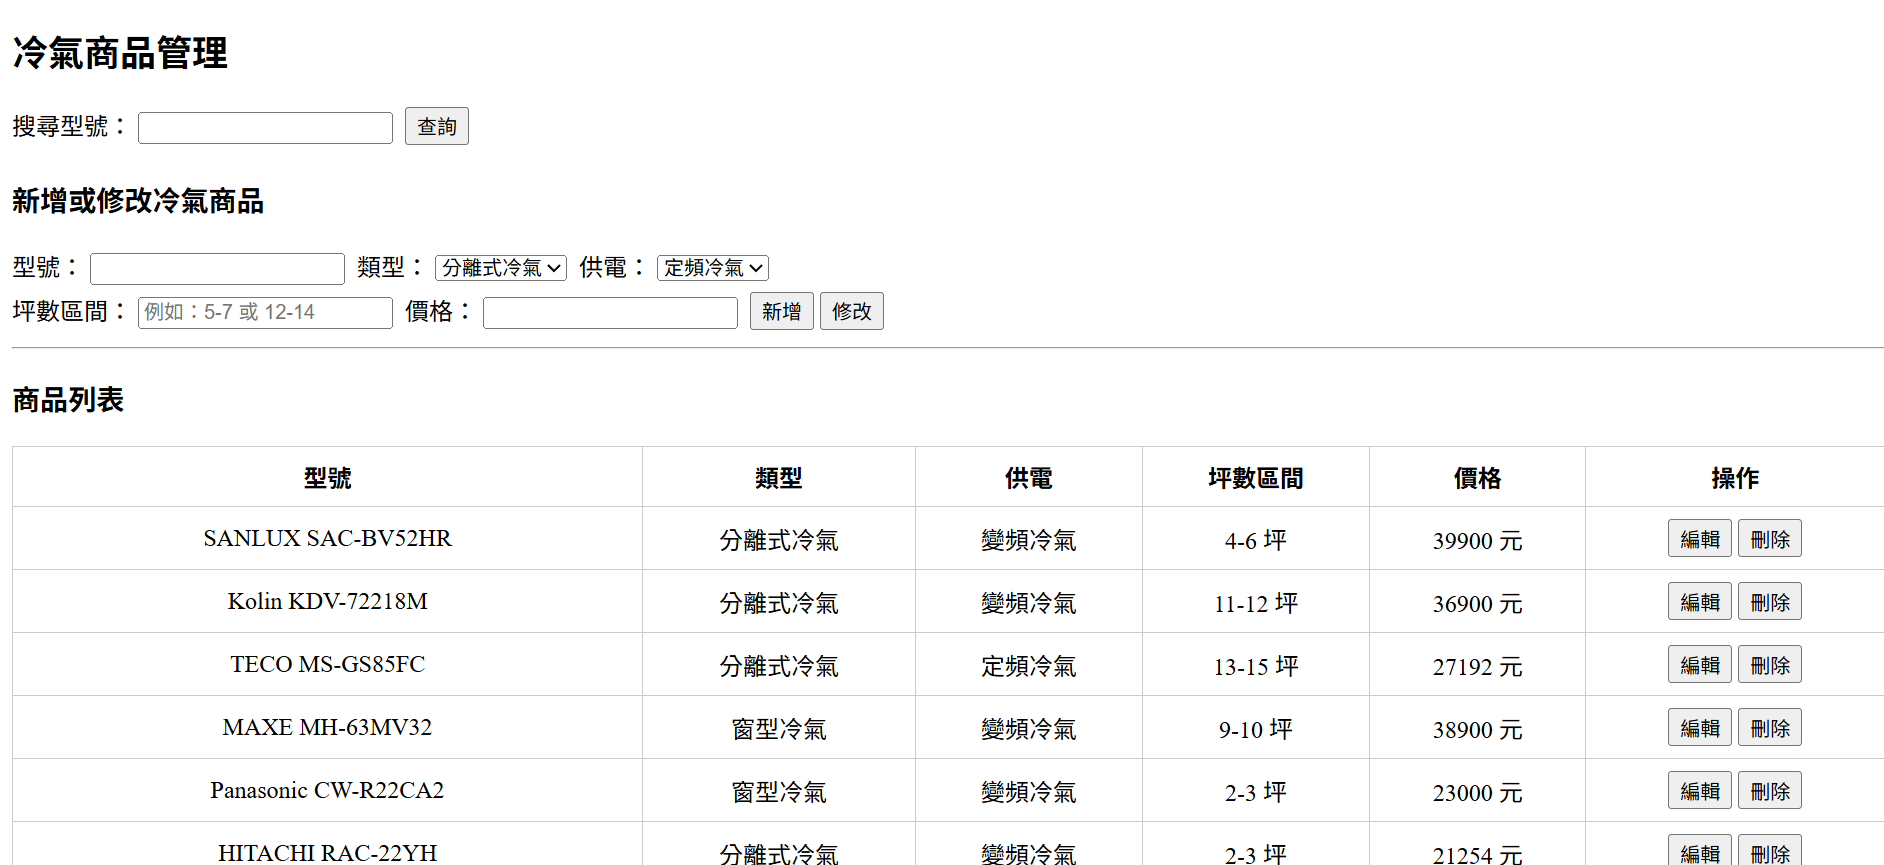 冷氣商品管理
搜尋型號： 查詢
新增或修改冷氣商品
型號： 類型： 分離式冷氣 供電： 定頻冷氣
坪數區間： 例如：5-7 或 12-14 價格： 新增 修改
商品列表
型號 類型 供電 坪數區間 價格 操作
SANLUX SAC-BV52HR 分離式冷氣 變頻冷氣 4-6 坪 39900 元 編輯 刪除
Kolin KDV-72218M 分離式冷氣 變頻冷氣 11-12 坪 36900 元 編輯 刪除
TECO MS-GS85FC 分離式冷氣 定頻冷氣 13-15 坪 27192 元 編輯 刪除
MAXE MH-63MV32 窗型冷氣 變頻冷氣 9-10 坪 38900 元 編輯 刪除
Panasonic CW-R22CA2 窗型冷氣 變頻冷氣 2-3 坪 23000 元 編輯 刪除
HITACHI RAC-22YH 分離式冷氣 變頻冷氣 2-3 坪 21254 元 編輯 刪除